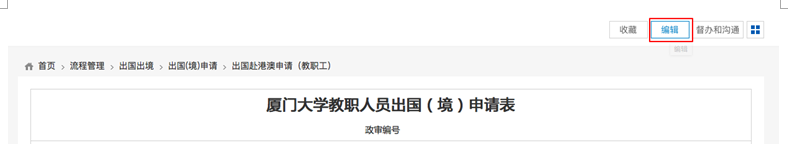 收藏 编辑 督办和沟通
编辑
首页 > 流程管理 > 出国出境 > 出国(境)申请 > 出国赴港澳申请（教职工）
厦门大学教职人员出国（境）申请表
政审编号